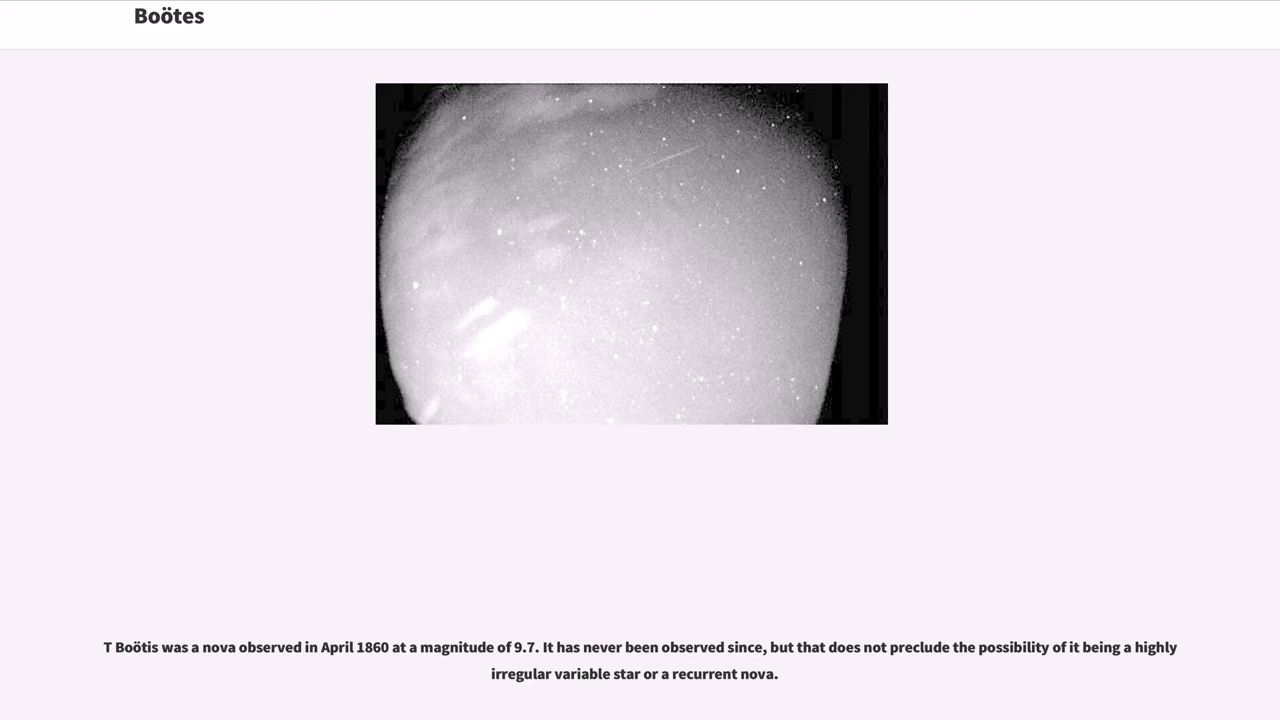 Boötes
T Boötis was a nova observed in April 1860 at a magnitude of 9.7. It has never been observed since, but that does not preclude the possibility of it being a highly
irregular variable star or a recurrent nova.